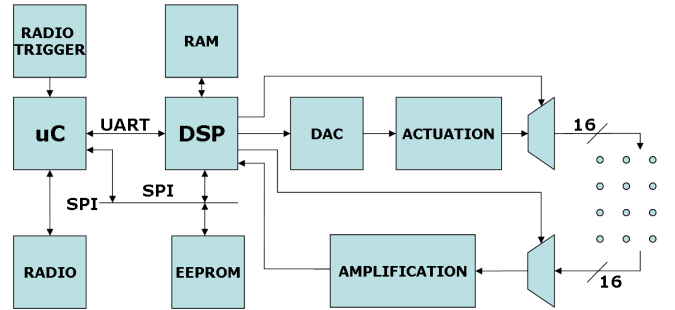 RADIO
TRIGGER
RAM
uC
UART
DSP
DAC
ACTUATION
16
SPI
SPI
RADIO
EEPROM
AMPLIFICATION
16